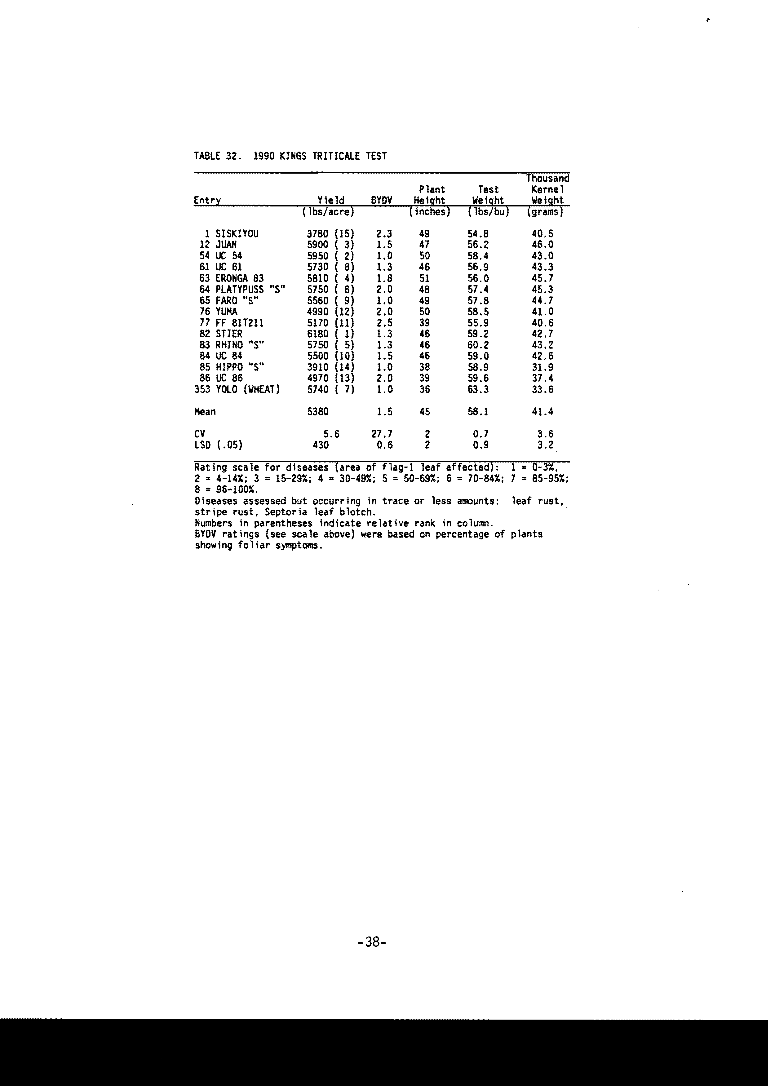 TABLE 32. 1990 KINGS TRITICALE TEST
Thousand
Plant Test Kernel
Entry Yield BYDV Height Weight Weight
(lbs/acre) (inches) (lbs/bu) (grams)
1 SISKIYOU 3780 (15) 2.3 49 54.8 40.5
12 JUAN 5900 ( 3) 1.5 47 56.2 46.0
54 UC 54 5950 ( 2) 1.0 50 58.4 43.0
61 UC 61 5730 ( 8) 1.3 46 56.9 43.3
63 ERONGA 83 5810 ( 4) 1.8 51 56.0 45.7
64 PLATYPUSS "S" 5750 ( 6) 2.0 48 57.4 45.3
65 FARO "S" 5560 ( 9) 1.0 49 57.8 44.7
76 YUMA 4990 (12) 2.0 50 58.5 41.0
77 FF 81T211 5170 (11) 2.5 39 55.9 40.6
82 STIER 6180 ( 1) 1.3 46 59.2 42.7
83 RHINO "S" 5750 ( 5) 1.3 46 60.2 43.2
84 UC 84 5500 (10) 1.5 46 59.0 42.6
85 HIPPO "S" 3910 (14) 1.0 38 58.9 31.9
86 UC 86 4970 (13) 2.0 39 59.6 37.4
353 YOLO (WHEAT) 5740 ( 7) 1.0 36 63.3 33.6
Mean 5380 1.5 45 58.1 41.4
CV 5.6 27.7 2 0.7 3.6
LSD (.05) 430 0.6 2 0.9 3.2
Rating scale for diseases (area of flag-1 leaf affected): 1 = 0-3%,
2 = 4-14%; 3 = 15-29%; 4 = 30-49%; 5 = 50-69%; 6 = 70-84%; 7 = 85-95%;
8 = 96-100%.
Diseases assessed but occurring in trace or less amounts: leaf rust,
stripe rust, Septoria leaf blotch.
Numbers in parentheses indicate relative rank in column.
BYDV ratings (see scale above) were based on percentage of plants
showing foliar symptoms.
-38-